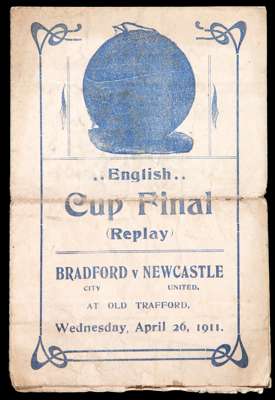 ..English..
Cup Final
(Replay)
BRADFORD v NEWCASTLE
CITY UNITED.
AT OLD TRAFFORD,
Wednesday, April 26, 1911.